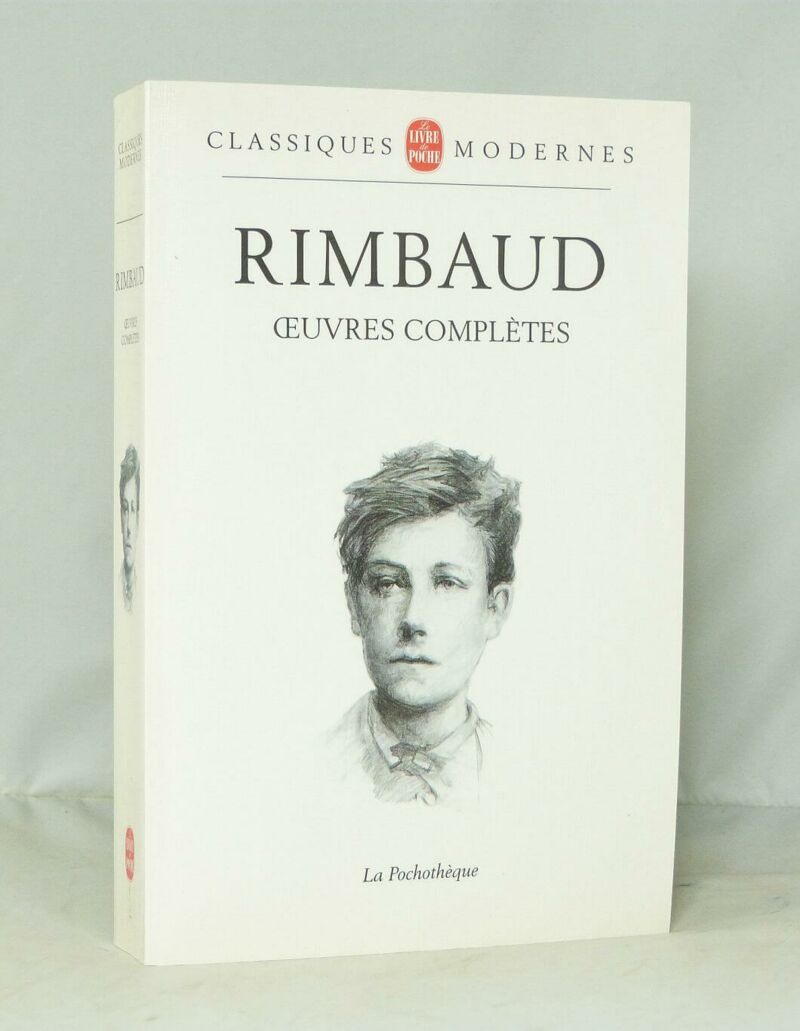 CLASSIQUES Le LIVRE de POCHE MODERNES
RIMBAUD
ŒUVRES COMPLÈTES
La Pochothèque
CLASSIQUES
MODERNES
RIMBAUD
ŒUVRES
COMPLÈTES